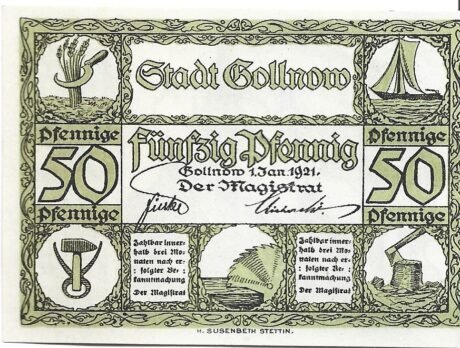 Stadt Gollnow
Pfennige
50
Pfennige
Fünfzig Pfennig
Gollnow 1. Jan. 1921.
Der Magistrat
Pfennige
50
Pfennige
Zahlbar inner-
halb drei Mo-
naten nach er-
folgter Be-
kanntmachung
Der Magistrat
Zahlbar inner-
halb drei Mo-
naten nach er-
folgter Be-
kanntmachung
Der Magistrat
H. SUSENBETH STETTIN.